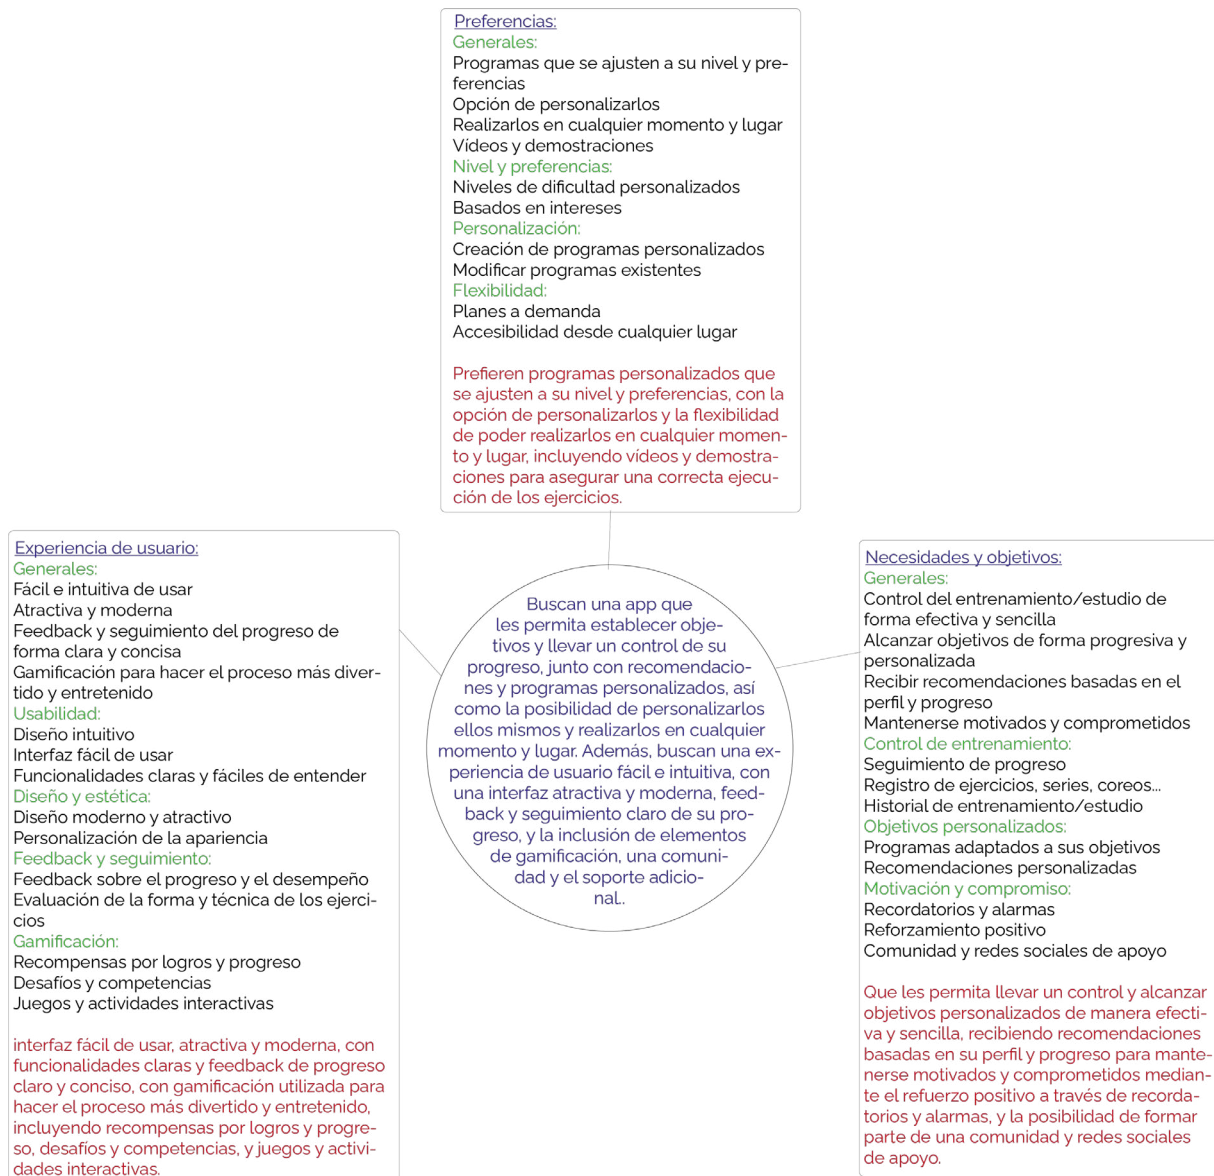 Preferencias:
Generales:
Programas que se ajusten a su nivel y pre-
ferencias
Opción de personalizarlos
Realizarlos en cualquier momento y lugar
Vídeos y demostraciones
Nivel y preferencias:
Niveles de dificultad personalizados
Basados en intereses
Personalización:
Creación de programas personalizados
Modificar programas existentes
Flexibilidad:
Planes a demanda
Accesibilidad desde cualquier lugar
Prefieren programas personalizados que
se ajusten a su nivel y preferencias, con la
opción de personalizarlos y la flexibilidad
de poder realizarlos en cualquier momen-
to y lugar, incluyendo vídeos y demostra-
ciones para asegurar una correcta ejecu-
ción de los ejercicios.
Experiencia de usuario:
Generales:
Fácil e intuitiva de usar
Atractiva y moderna
Feedback y seguimiento del progreso de
forma clara y concisa
Gamificación para hacer el proceso más diver-
tido y entretenido
Usabilidad:
Diseño intuitivo
Interfaz fácil de usar
Funcionalidades claras y fáciles de entender
Diseño y estética:
Diseño moderno y atractivo
Personalización de la apariencia
Feedback y seguimiento:
Feedback sobre el progreso y el desempeño
Evaluación de la forma y técnica de los ejerci-
cios
Gamificación:
Recompensas por logros y progreso
Desafíos y competencias
Juegos y actividades interactivas
interfaz fácil de usar, atractiva y moderna, con
funcionalidades claras y feedback de progreso
claro y conciso, con gamificación utilizada para
hacer el proceso más divertido y entretenido,
incluyendo recompensas por logros y progre-
so, desafíos y competencias, y juegos y activi-
dades interactivas.
Buscan una app que
les permita establecer obje-
tivos y llevar un control de su
progreso, junto con recomendacio-
nes y programas personalizados, así
como la posibilidad de personalizarlos
ellos mismos y realizarlos en cualquier
momento y lugar. Además, buscan una ex-
periencia de usuario fácil e intuitiva, con
una interfaz atractiva y moderna, feed-
back y seguimiento claro de su pro-
greso, y la inclusión de elementos
de gamificación, una comuni-
dad y el soporte adicio-
nal..
Necesidades y objetivos:
Generales:
Control del entrenamiento/estudio de
forma efectiva y sencilla
Alcanzar objetivos de forma progresiva y
personalizada
Recibir recomendaciones basadas en el
perfil y progreso
Mantenerse motivados y comprometidos
Control de entrenamiento:
Seguimiento de progreso
Registro de ejercicios, series, coreos...
Historial de entrenamiento/estudio
Objetivos personalizados:
Programas adaptados a sus objetivos
Recomendaciones personalizadas
Motivación y compromiso:
Recordatorios y alarmas
Reforzamiento positivo
Comunidad y redes sociales de apoyo
Que les permita llevar un control y alcanzar
objetivos personalizados de manera efecti-
va y sencilla, recibiendo recomendaciones
basadas en su perfil y progreso para mante-
nerse motivados y comprometidos median-
te el refuerzo positivo a través de recorda-
torios y alarmas, y la posibilidad de formar
parte de una comunidad y redes sociales
de apoyo.